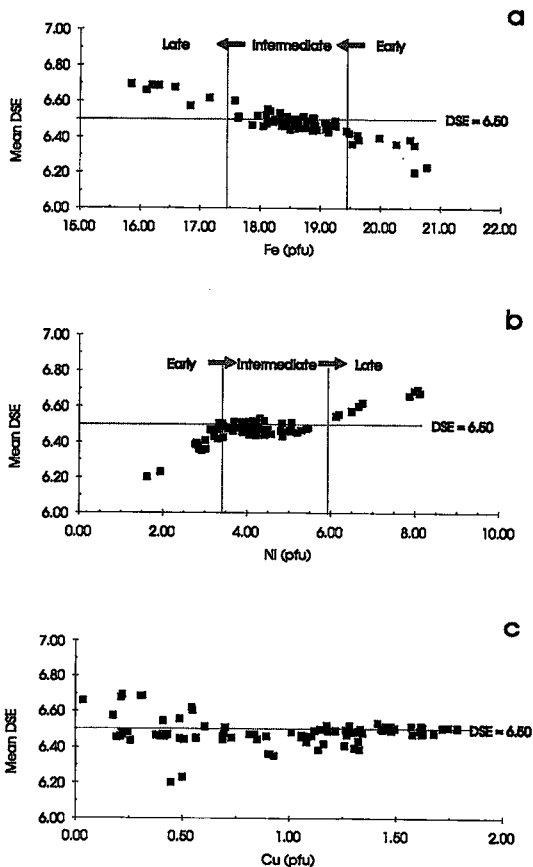 a
7.00
Late Intermediate Early
6.80
6.60
DSE = 6.50
6.40
6.20
6.00
Mean DSE
15.00 16.00 17.00 18.00 19.00 20.00 21.00 22.00
Fe (pfu)
b
7.00
Early Intermediate Late
6.80
6.60
DSE = 6.50
6.40
6.20
6.00
Mean DSE
0.00 2.00 4.00 6.00 8.00 10.00
Ni (pfu)
c
7.00
6.80
6.60
DSE = 6.50
6.40
6.20
6.00
Mean DSE
0.00 0.50 1.00 1.50 2.00
Cu (pfu)